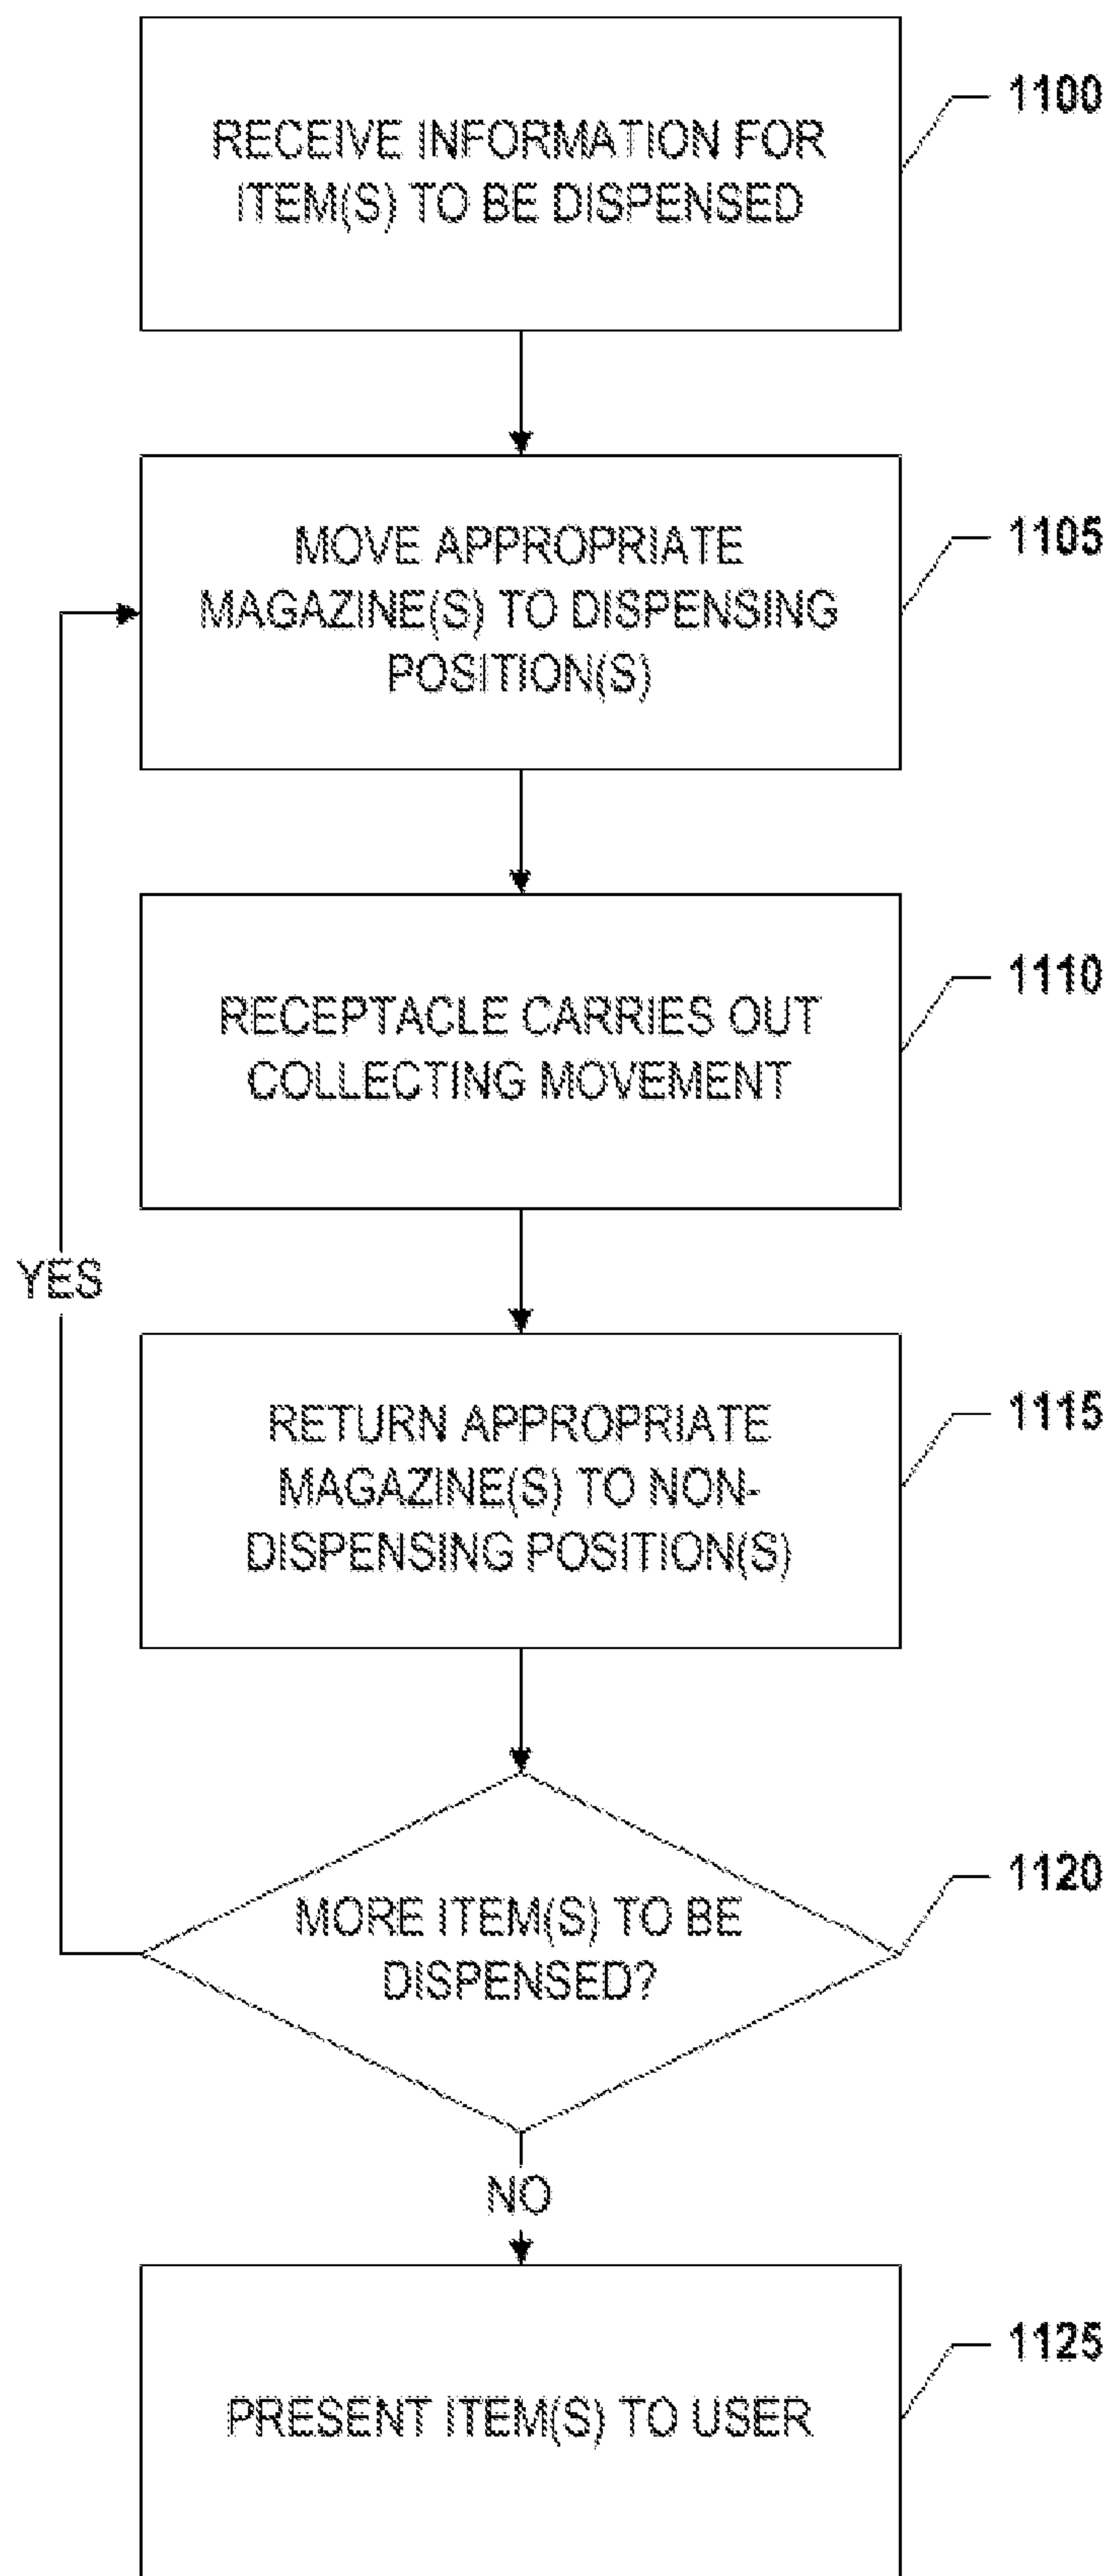 RECEIVE INFORMATION FOR
ITEM(S) TO BE DISPENSED
1100
MOVE APPROPRIATE
MAGAZINE(S) TO DISPENSING
POSITION(S)
1105
RECEPTACLE CARRIES OUT
COLLECTING MOVEMENT
1110
YES
RETURN APPROPRIATE
MAGAZINE(S) TO NON-
DISPENSING POSITION(S)
1115
MORE ITEM(S) TO BE
DISPENSED?
1120
NO
PRESENT ITEM(S) TO USER
1125